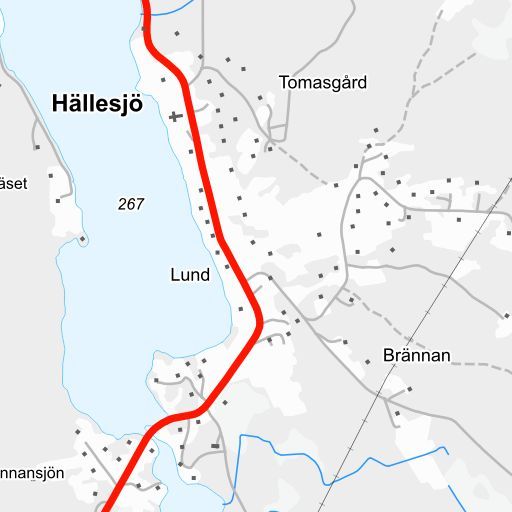 Tomasgård
Hällesjö
äset
267
Lund
Brännan
nnansjön